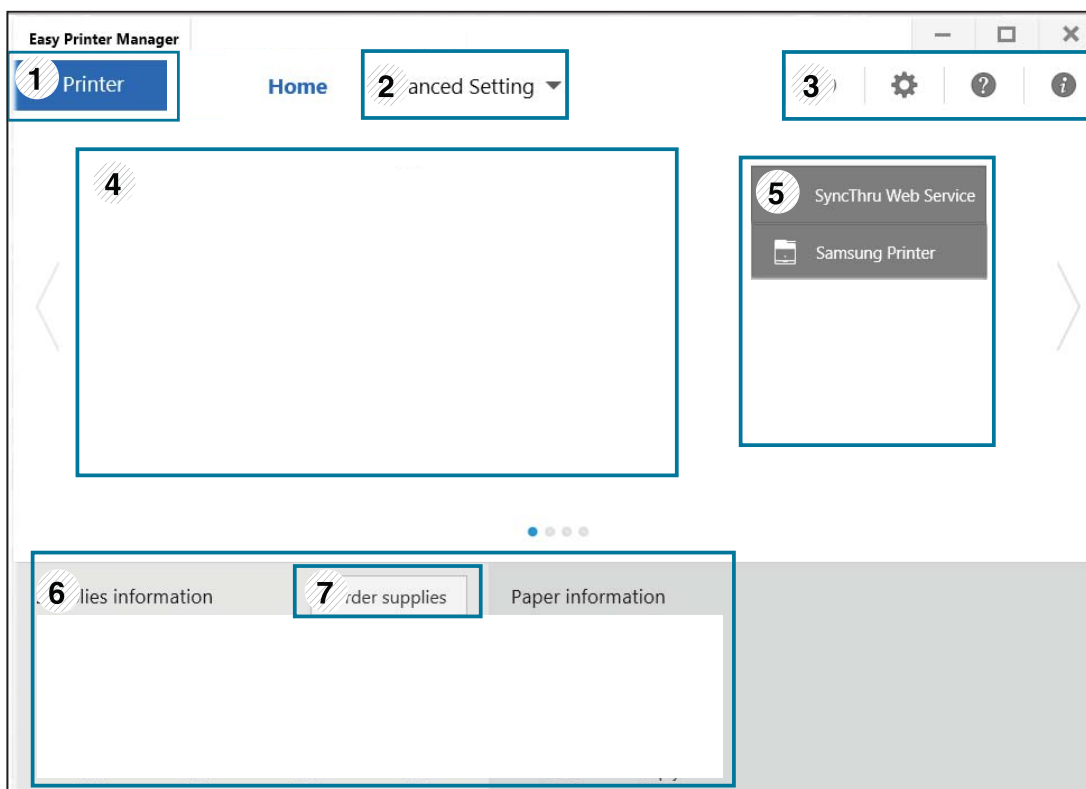 Easy Printer Manager
1 Printer
Home
2 anced Setting
3
4
5 SyncThru Web Service
Samsung Printer
6 lies information
7 rder supplies
Paper information